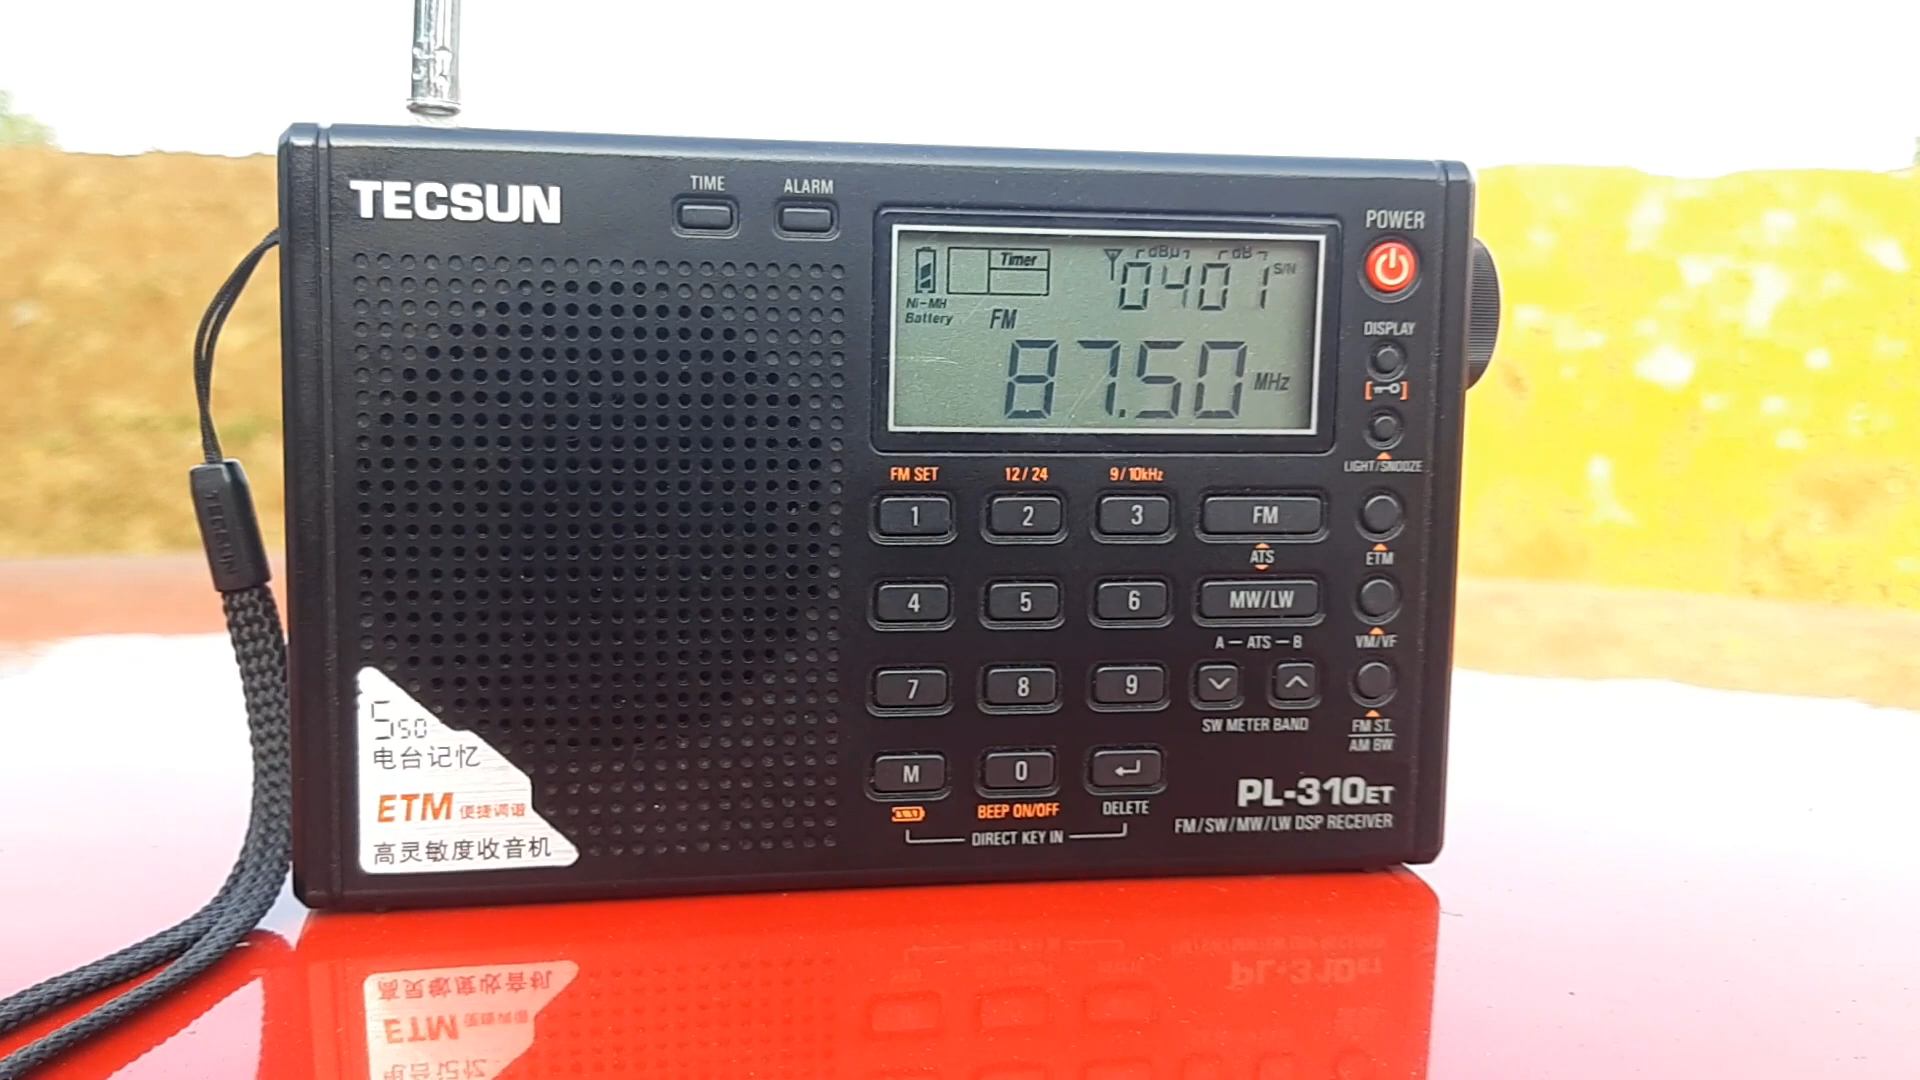 TECSUN
TIME
ALARM
POWER
Timer
dBµ
dB
0401
S/N
Ni-MH
Battery
FM
87.50
MHz
DISPLAY
LIGHT/SNOOZE
FM SET
12/24
9/10kHz
1
2
3
FM
ATS
ETM
4
5
6
MW/LW
A — ATS — B
VM/VF
7
8
9
SW METER BAND
FM ST.
AM BW
M
0
BEEP ON/OFF
DELETE
DIRECT KEY IN
PL-310ET
FM/SW/MW/LW DSP RECEIVER
TECSUN
550
电台记忆
ETM 便捷调谐
高灵敏度收音机